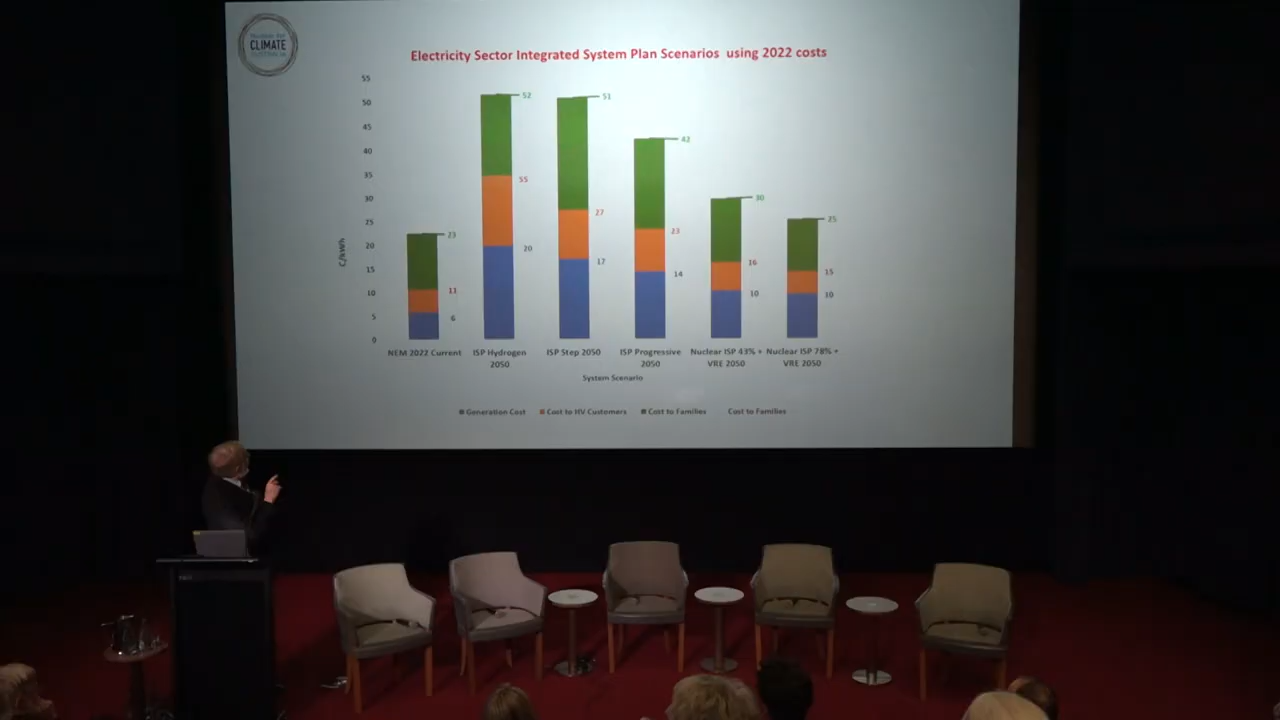 CLIMATE
Electricity Sector Integrated System Plan Scenarios using 2022 costs
55
50
45
40
35
30
25
20
15
10
5
0
C/kWh
23
11
6
52
55
20
51
27
17
42
23
14
30
16
10
25
15
10
NEM 2022 Current
ISP Hydrogen
2050
ISP Step 2050
ISP Progressive
2050
Nuclear ISP 43% +
VRE 2050
Nuclear ISP 78% +
VRE 2050
System Scenario
Generation Cost
Cost to HV Customers
Cost to Families
Cost to Families